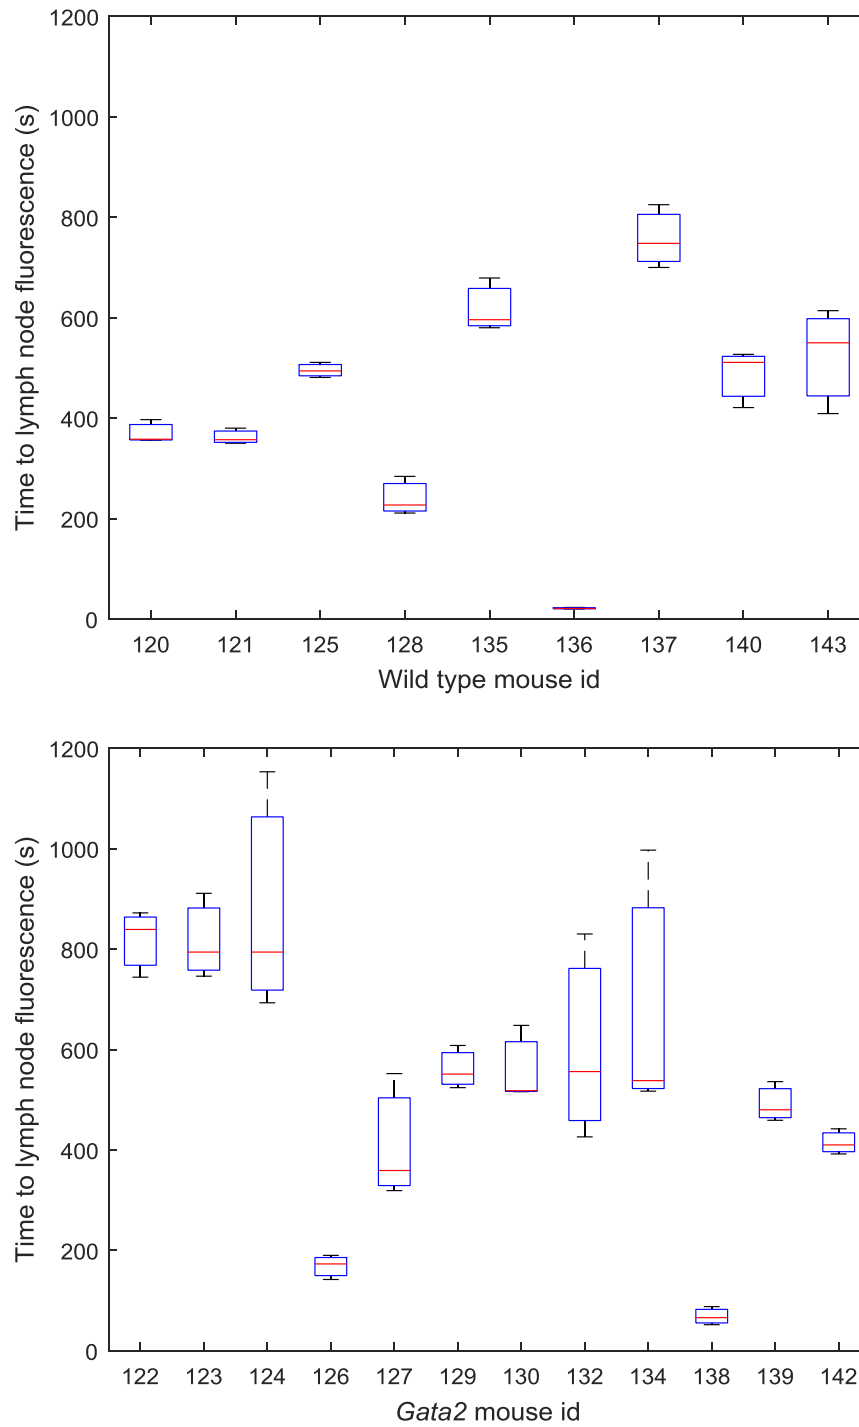 1200
1000
800
600
400
200
0
Time to lymph node fluorescence (s)
120 121 125 128 135 136 137 140 143
Wild type mouse id
1200
1000
800
600
400
200
0
Time to lymph node fluorescence (s)
122 123 124 126 127 129 130 132 134 138 139 142
Gata2 mouse id